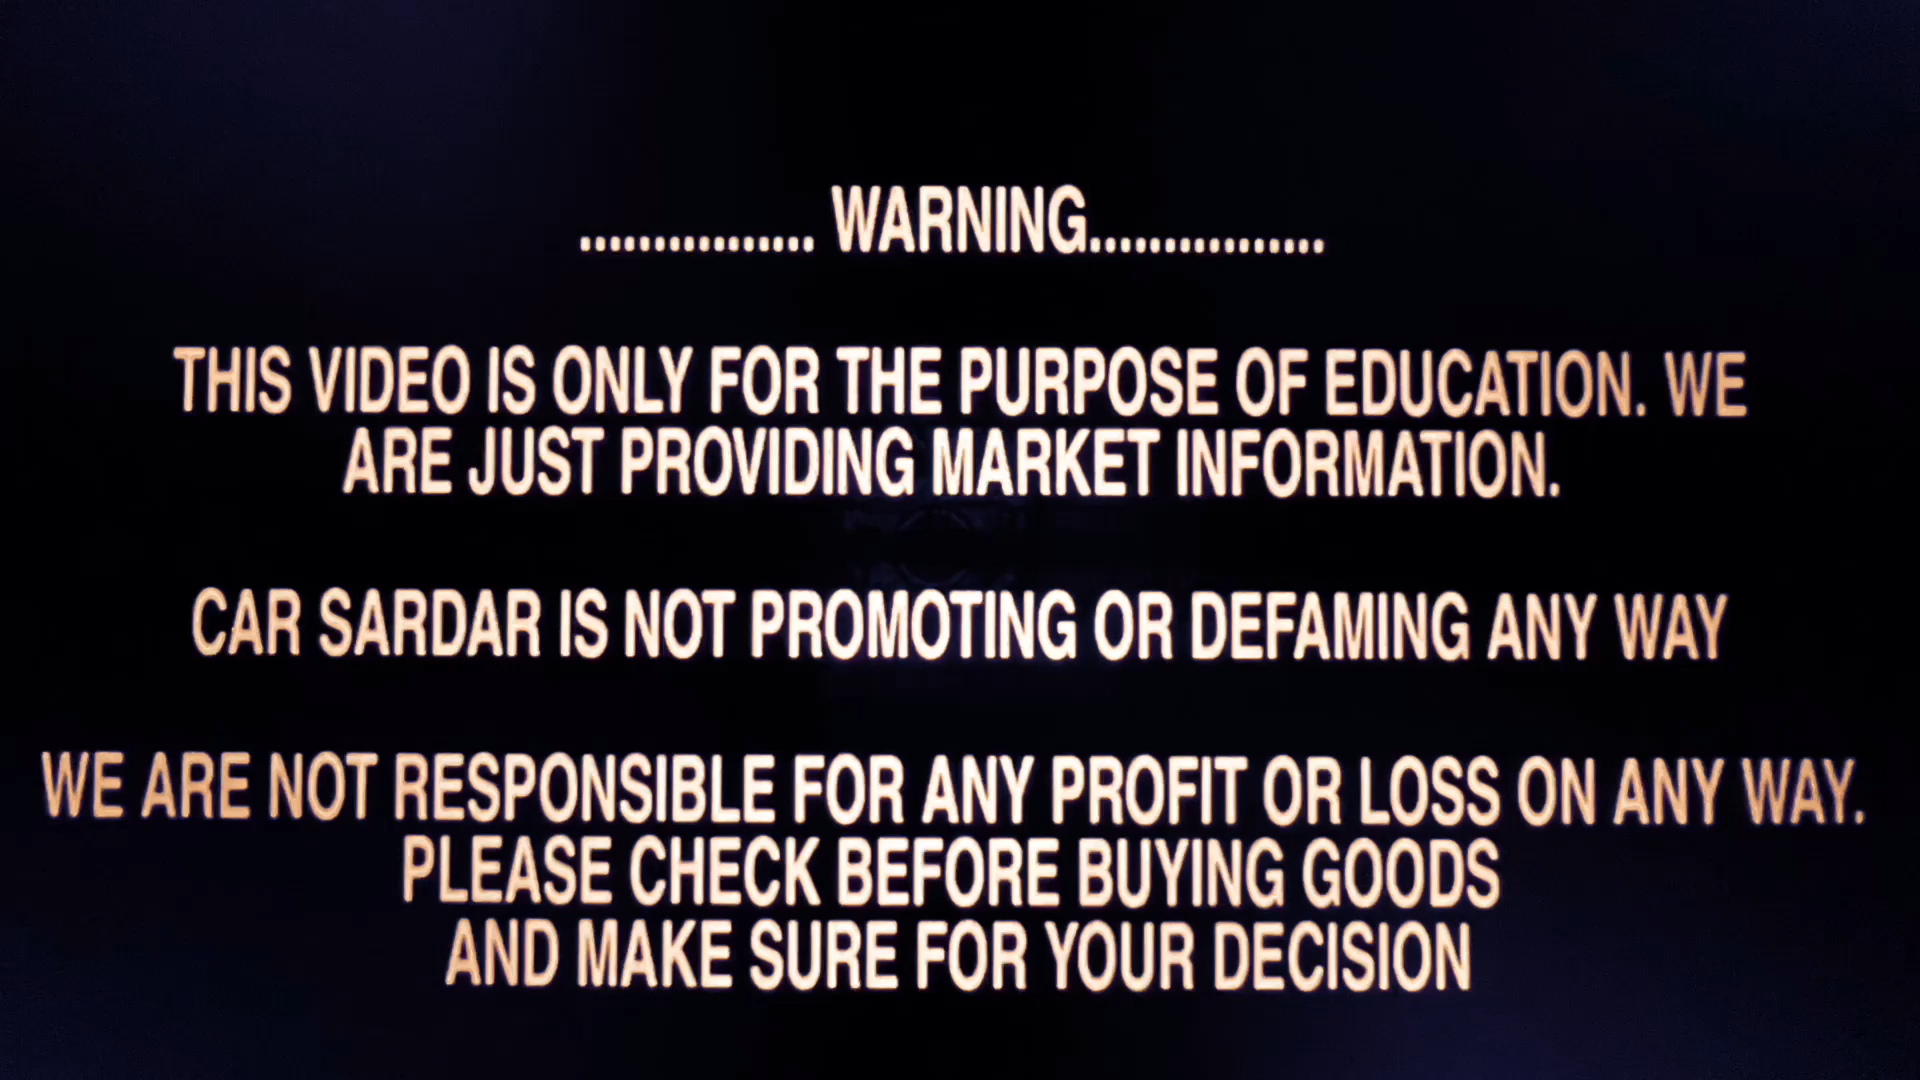 ................ WARNING................
THIS VIDEO IS ONLY FOR THE PURPOSE OF EDUCATION. WE
ARE JUST PROVIDING MARKET INFORMATION.
CAR SARDAR IS NOT PROMOTING OR DEFAMING ANY WAY
WE ARE NOT RESPONSIBLE FOR ANY PROFIT OR LOSS ON ANY WAY.
PLEASE CHECK BEFORE BUYING GOODS
AND MAKE SURE FOR YOUR DECISION